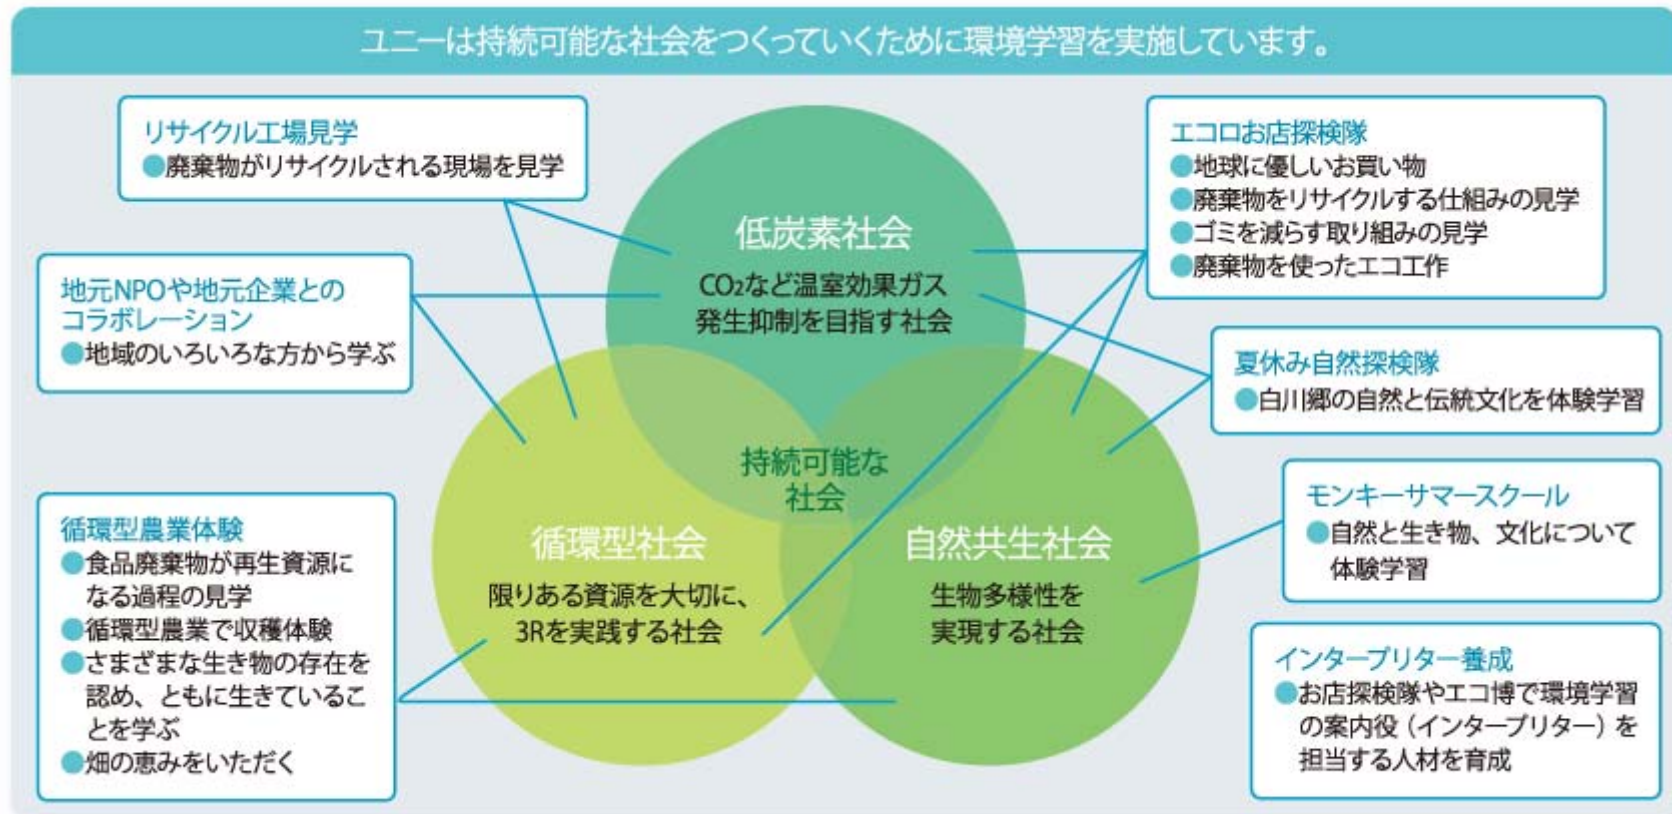 ユニーは持続可能な社会をつくっていくために環境学習を実施しています。
リサイクル工場見学
●廃棄物がリサイクルされる現場を見学
地元NPOや地元企業との
コラボレーション
●地域のいろいろな方から学ぶ
循環型農業体験
●食品廃棄物が再生資源に
なる過程の見学
●循環型農業で収穫体験
●さまざまな生き物の存在を
認め、ともに生きているこ
とを学ぶ
●畑の恵みをいただく
低炭素社会
CO2など温室効果ガス
発生抑制を目指す社会
持続可能な
社会
循環型社会
限りある資源を大切に、
3Rを実践する社会
自然共生社会
生物多様性を
実現する社会
エコロお店探検隊
●地球に優しいお買い物
●廃棄物をリサイクルする仕組みの見学
●ゴミを減らす取り組みの見学
●廃棄物を使ったエコ工作
夏休み自然探検隊
●白川郷の自然と伝統文化を体験学習
モンキーサマースクール
●自然と生き物、文化について
体験学習
インタープリター養成
●お店探検隊やエコ博で環境学習
の案内役（インタープリター）を
担当する人材を育成